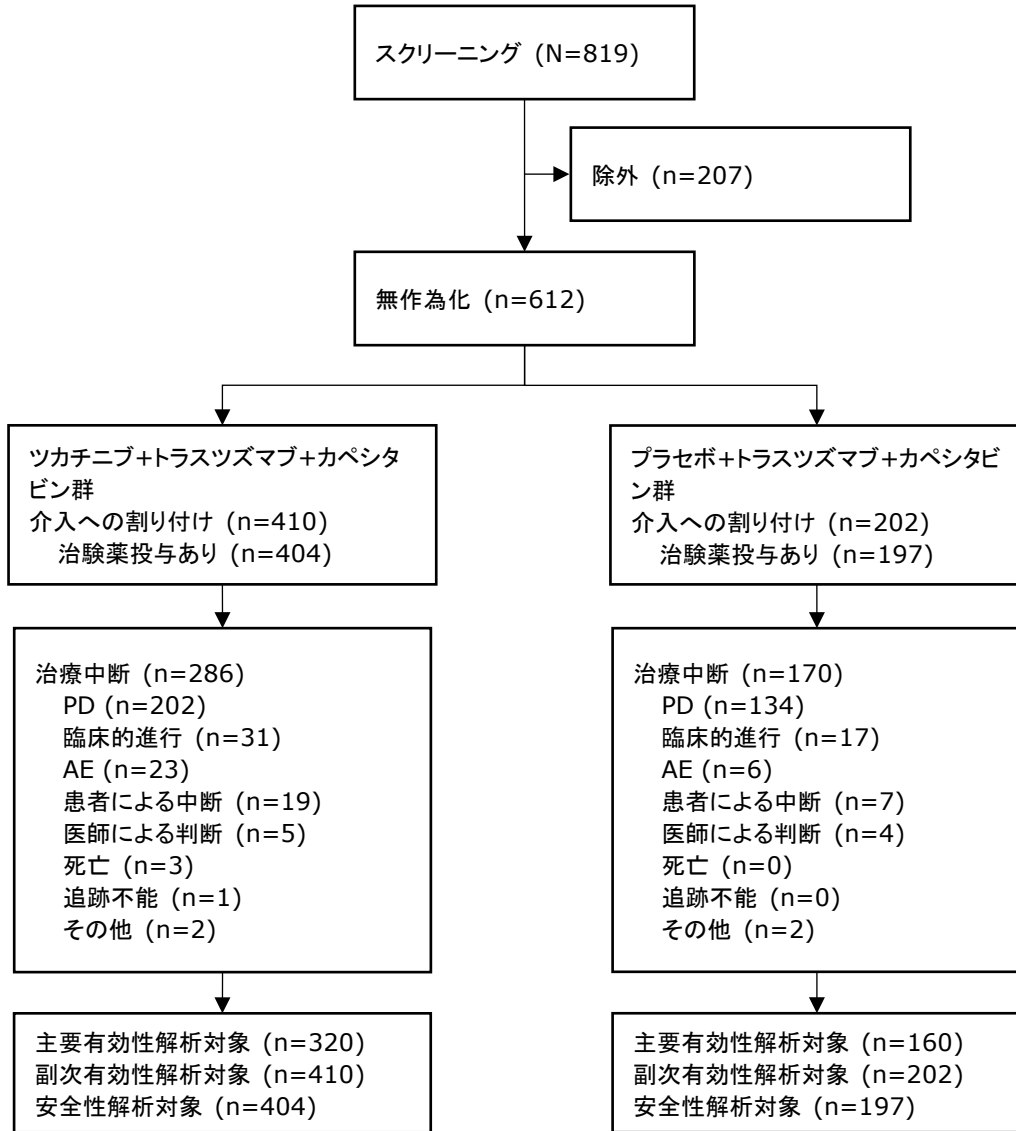 スクリーニング (N=819)
除外 (n=207)
無作為化 (n=612)
ツカチニブ+トラスツズマブ+カペシタ
ビン群
介入への割り付け (n=410)
治験薬投与あり (n=404)
プラセボ+トラスツズマブ+カペシタビ
ン群
介入への割り付け (n=202)
治験薬投与あり (n=197)
治療中断 (n=286)
PD (n=202)
臨床的進行 (n=31)
AE (n=23)
患者による中断 (n=19)
医師による判断 (n=5)
死亡 (n=3)
追跡不能 (n=1)
その他 (n=2)
治療中断 (n=170)
PD (n=134)
臨床的進行 (n=17)
AE (n=6)
患者による中断 (n=7)
医師による判断 (n=4)
死亡 (n=0)
追跡不能 (n=0)
その他 (n=2)
主要有効性解析対象 (n=320)
副次有効性解析対象 (n=410)
安全性解析対象 (n=404)
主要有効性解析対象 (n=160)
副次有効性解析対象 (n=202)
安全性解析対象 (n=197)